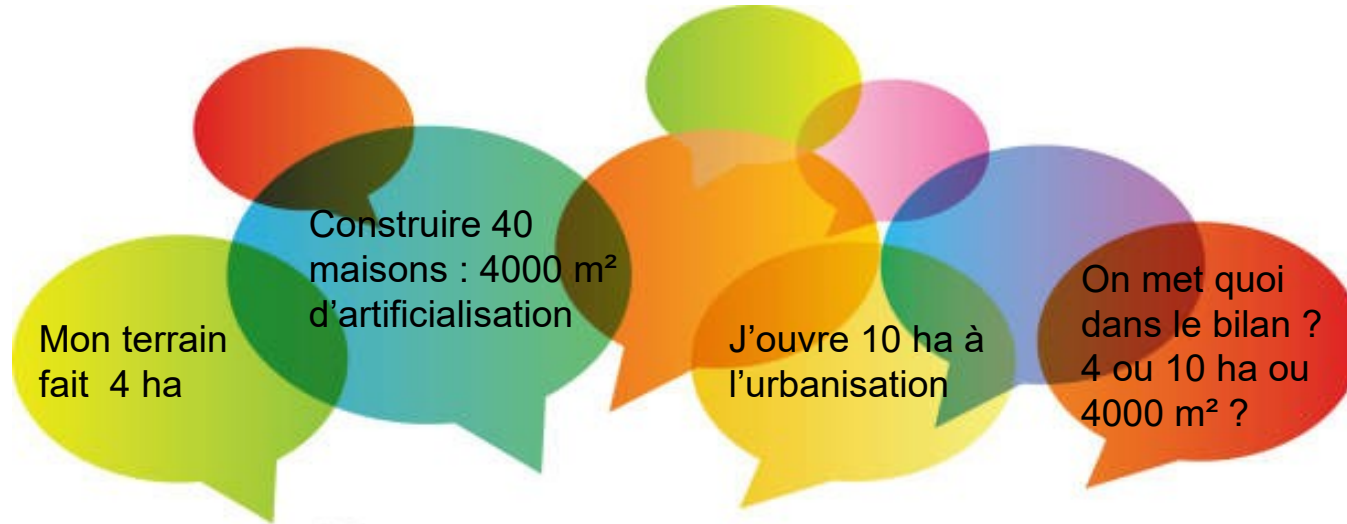 Mon terrain
fait 4 ha
Construire 40
maisons : 4000 m²
d’artificialisation
J’ouvre 10 ha à
l’urbanisation
On met quoi
dans le bilan ?
4 ou 10 ha ou
4000 m² ?